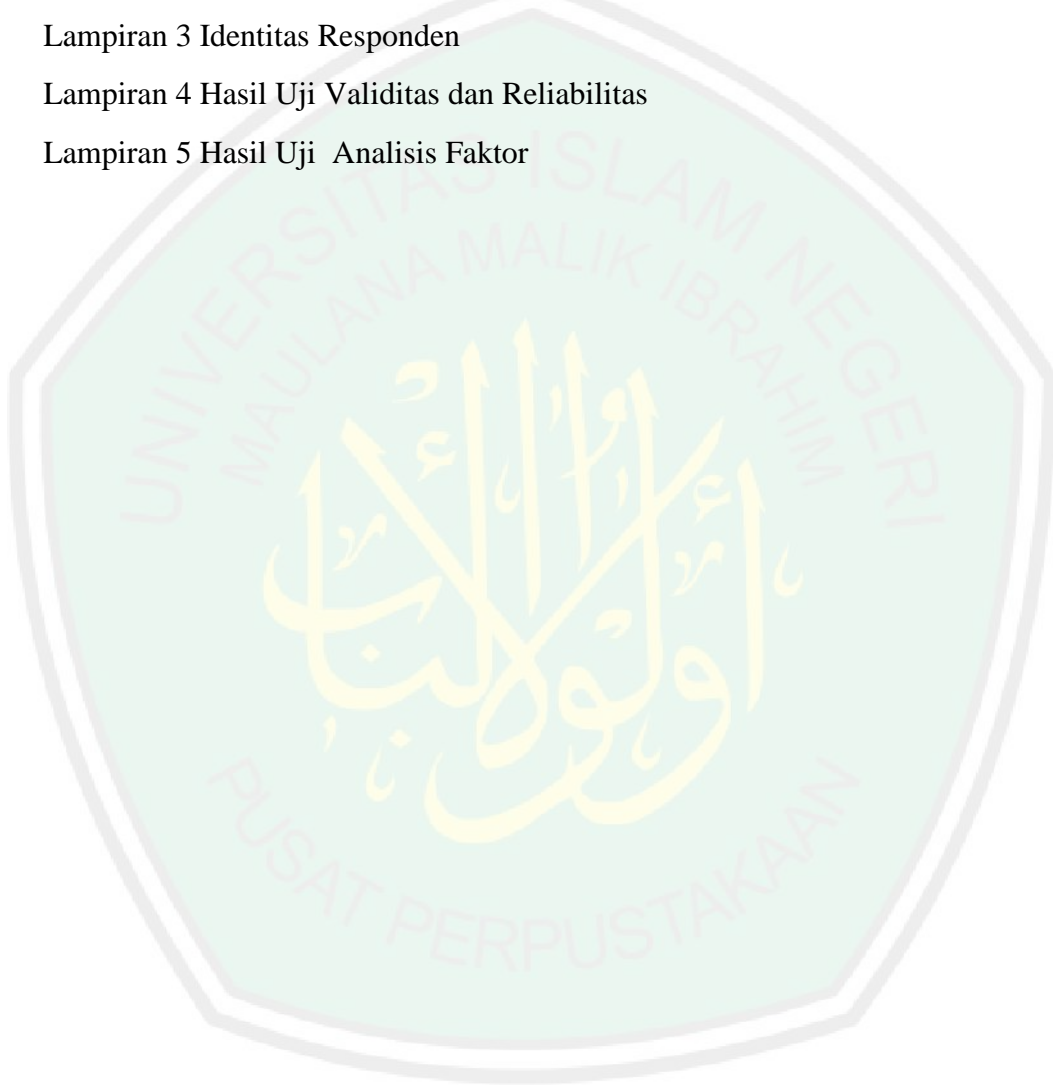 Lampiran 3 Identitas Responden
Lampiran 4 Hasil Uji Validitas dan Reliabilitas
Lampiran 5 Hasil Uji  Analisis Faktor
UNIVERSITAS ISLAM NEGERI
MAULANA MALIK IBRAHIM
PUSAT PERPUSTAKAAN